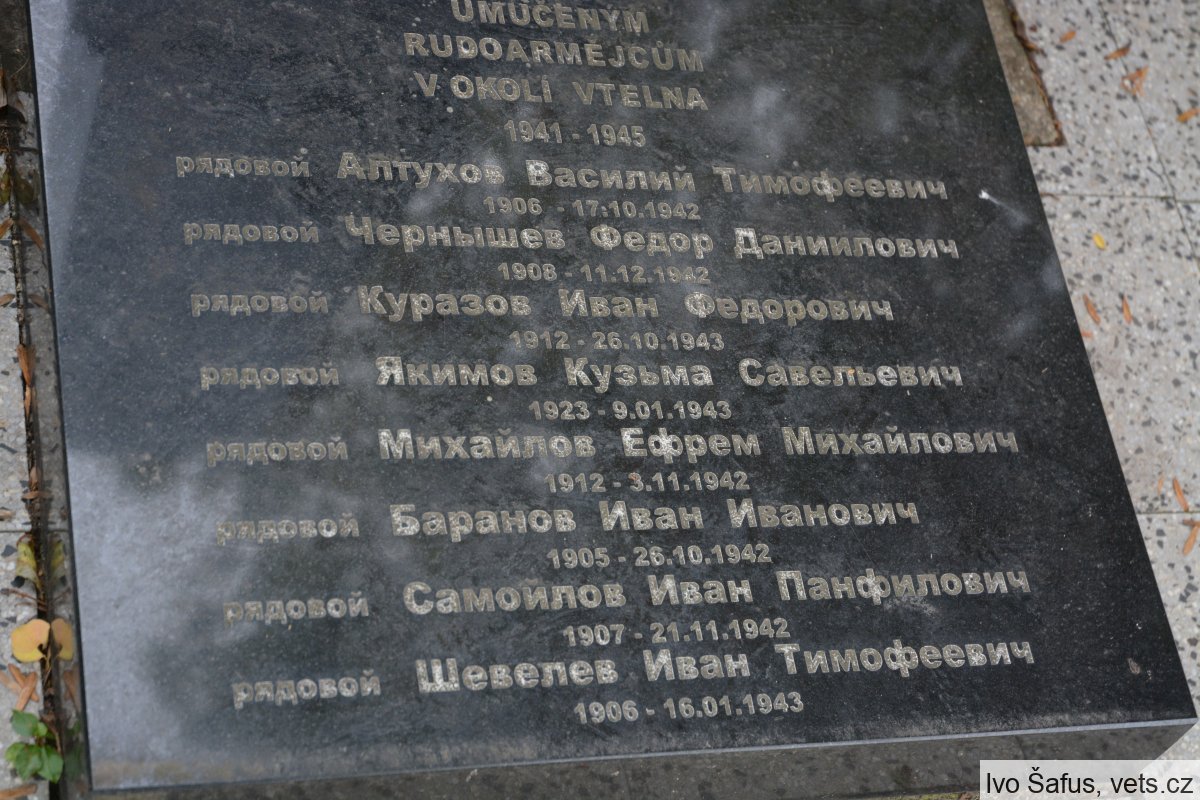 UMUČENÝM
RUDOARMĚJCŮM
V OKOLÍ VTELNA
1941 - 1945
рядовой Алтухов Василий Тимофеевич
1906 - 17.10.1942
рядовой Чернышев Федор Даниилович
1908 - 11.12.1942
рядовой Куразов Иван Федорович
1912 - 26.10.1943
рядовой Якимов Кузьма Савельевич
1923 - 9.01.1943
рядовой Михайлов Ефрем Михайлович
1912 - 3.11.1942
рядовой Баранов Иван Иванович
1905 - 26.10.1942
рядовой Самойлов Иван Панфилович
1907 - 21.11.1942
рядовой Шевелев Иван Тимофеевич
1906 - 16.01.1943
Ivo Šafus, vets.cz